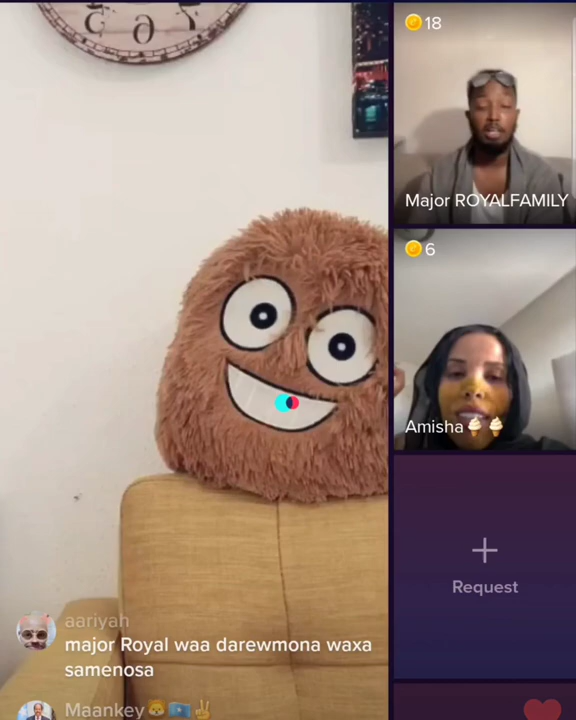 18
Major ROYALFAMILY
6
Amisha🍦🍦
+
Request
aariyah
major Royal waa darewmona waxa
samenosa
Maankey🦁🇸🇴✌️